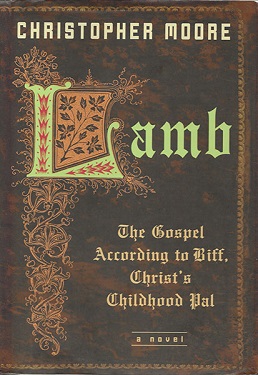 CHRISTOPHER MOORE
Lamb
The Gospel
According to Biff,
Christ's
Childhood Pal
a novel